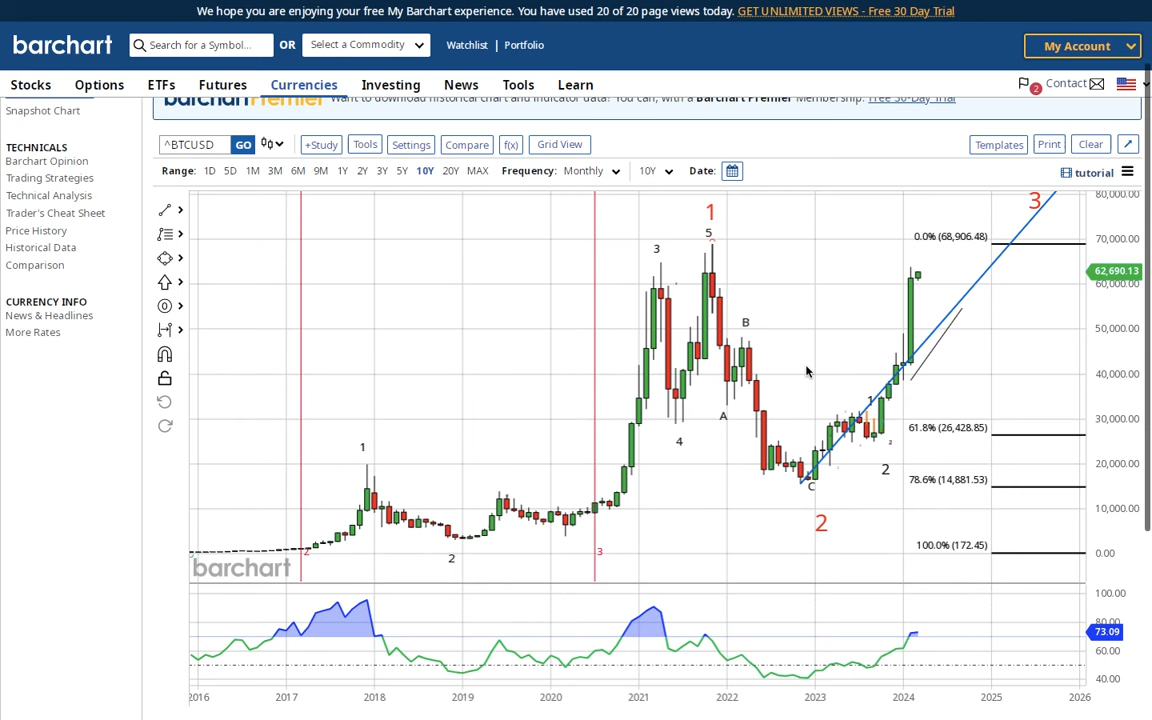 We hope you are enjoying your free My Barchart experience. You have used 20 of 20 page views today. GET UNLIMITED VIEWS - Free 30 Day Trial
barchart Search for a Symbol... OR Select a Commodity Watchlist | Portfolio My Account
Stocks Options ETFs Futures Currencies Investing News Tools Learn 2 Contact
barchart Premier Want to download historical chart and indicator data? You can, with a Barchart Premier Membership. Free 30-Day Trial
Snapshot Chart
TECHNICALS
Barchart Opinion
Trading Strategies
Technical Analysis
Trader's Cheat Sheet
Price History
Historical Data
Comparison
CURRENCY INFO
News & Headlines
More Rates
^BTCUSD GO +Study Tools Settings Compare f(x) Grid View Templates Print Clear
Range: 1D 5D 1M 3M 6M 9M 1Y 2Y 3Y 5Y 10Y 20Y MAX Frequency: Monthly 10Y Date:
tutorial
80,000.00
3
1
5
0.0% (68,906.48)
70,000.00
3
62,690.13
60,000.00
B
50,000.00
40,000.00
1
A
30,000.00
61.8% (26,428.85)
4
1
2
2
20,000.00
78.6% (14,881.53)
C
2
10,000.00
2
2
3
100.0% (172.45)
0.00
barchart
100.00
80.00
73.09
60.00
40.00
2016 2017 2018 2019 2020 2021 2022 2023 2024 2025 2026